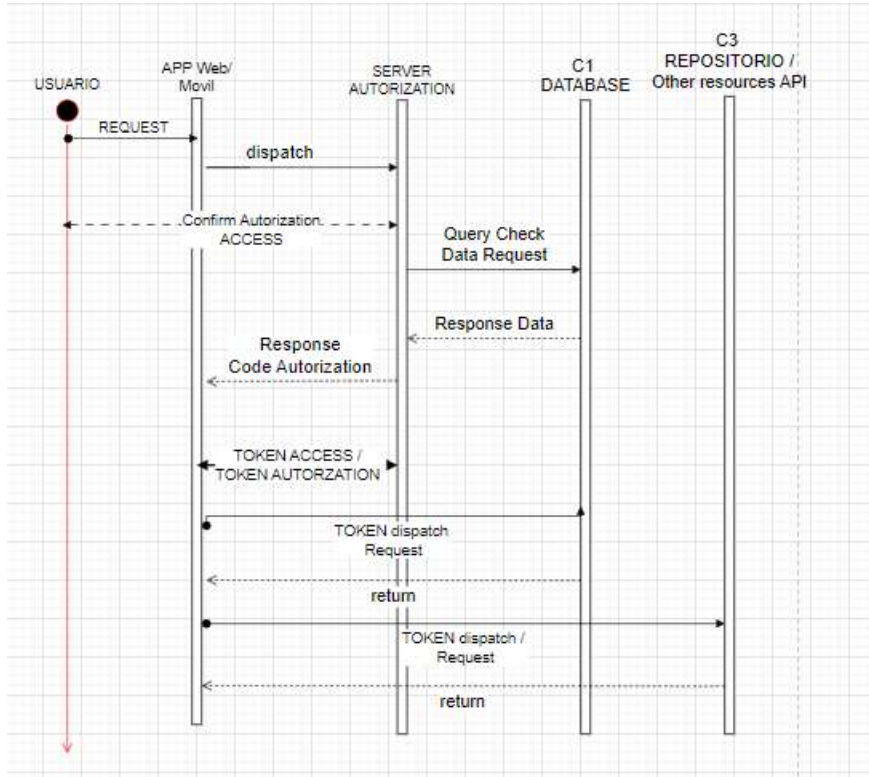 USUARIO
APP Web/
Movil
SERVER
AUTORIZATION
C1
DATABASE
C3
REPOSITORIO /
Other resources API
REQUEST
dispatch
Confirm Autorization
ACCESS
Query Check
Data Request
Response Data
Response
Code Autorization
TOKEN ACCESS /
TOKEN AUTORZATION
TOKEN dispatch
Request
return
TOKEN dispatch /
Request
return